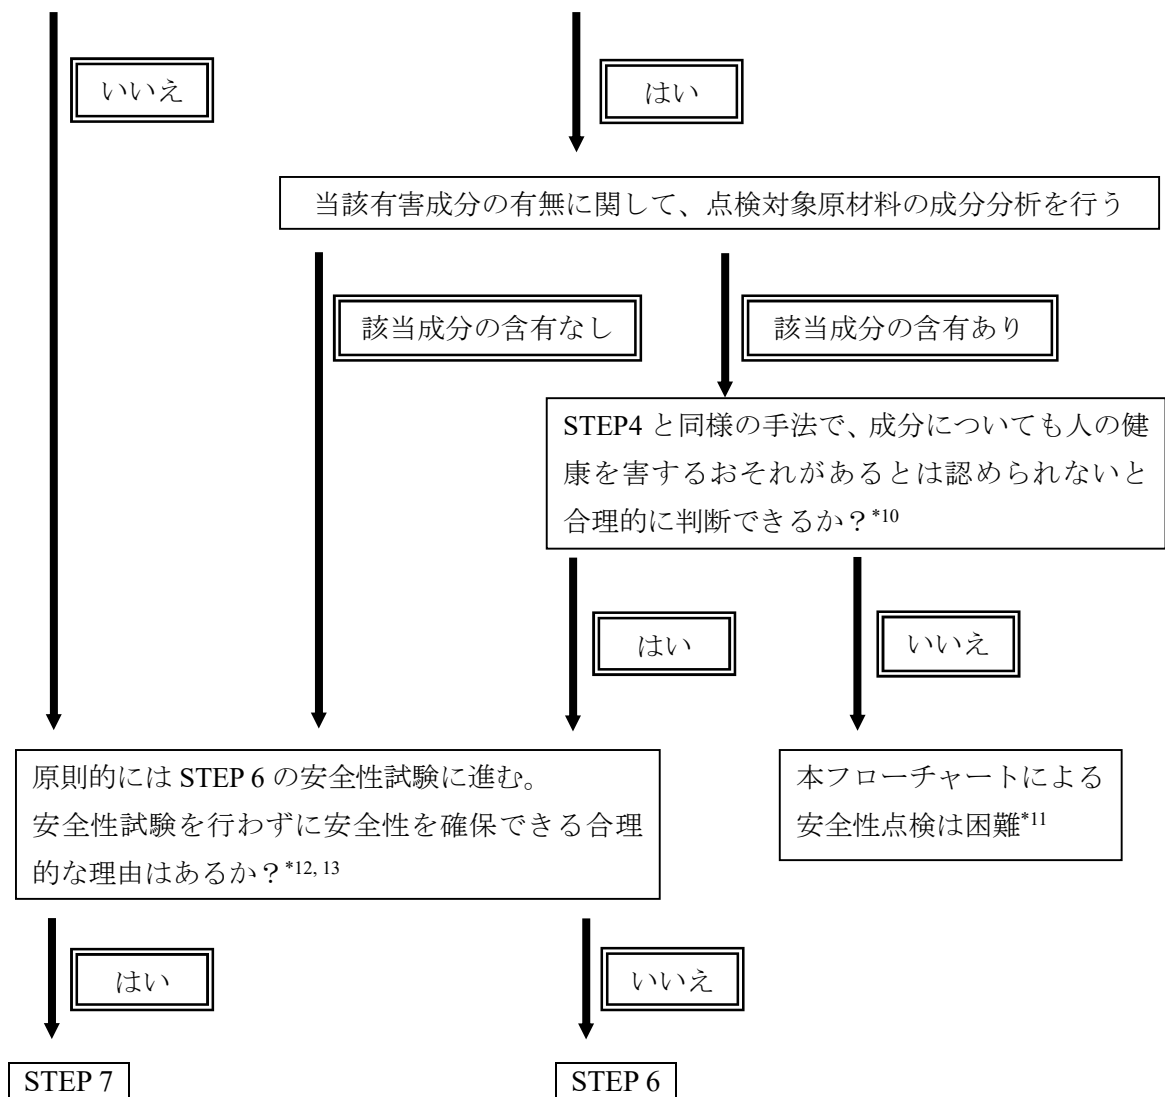 いいえ
はい
当該有害成分の有無に関して、点検対象原材料の成分分析を行う
該当成分の含有なし
該当成分の含有あり
STEP4 と同様の手法で、成分についても人の健
康を害するおそれがあるとは認められないと
合理的に判断できるか？*10
はい
いいえ
原則的には STEP 6 の安全性試験に進む。
安全性試験を行わずに安全性を確保できる合理
的な理由はあるか？*12, 13
本フローチャートによる
安全性点検は困難*11
はい
いいえ
STEP 7
STEP 6